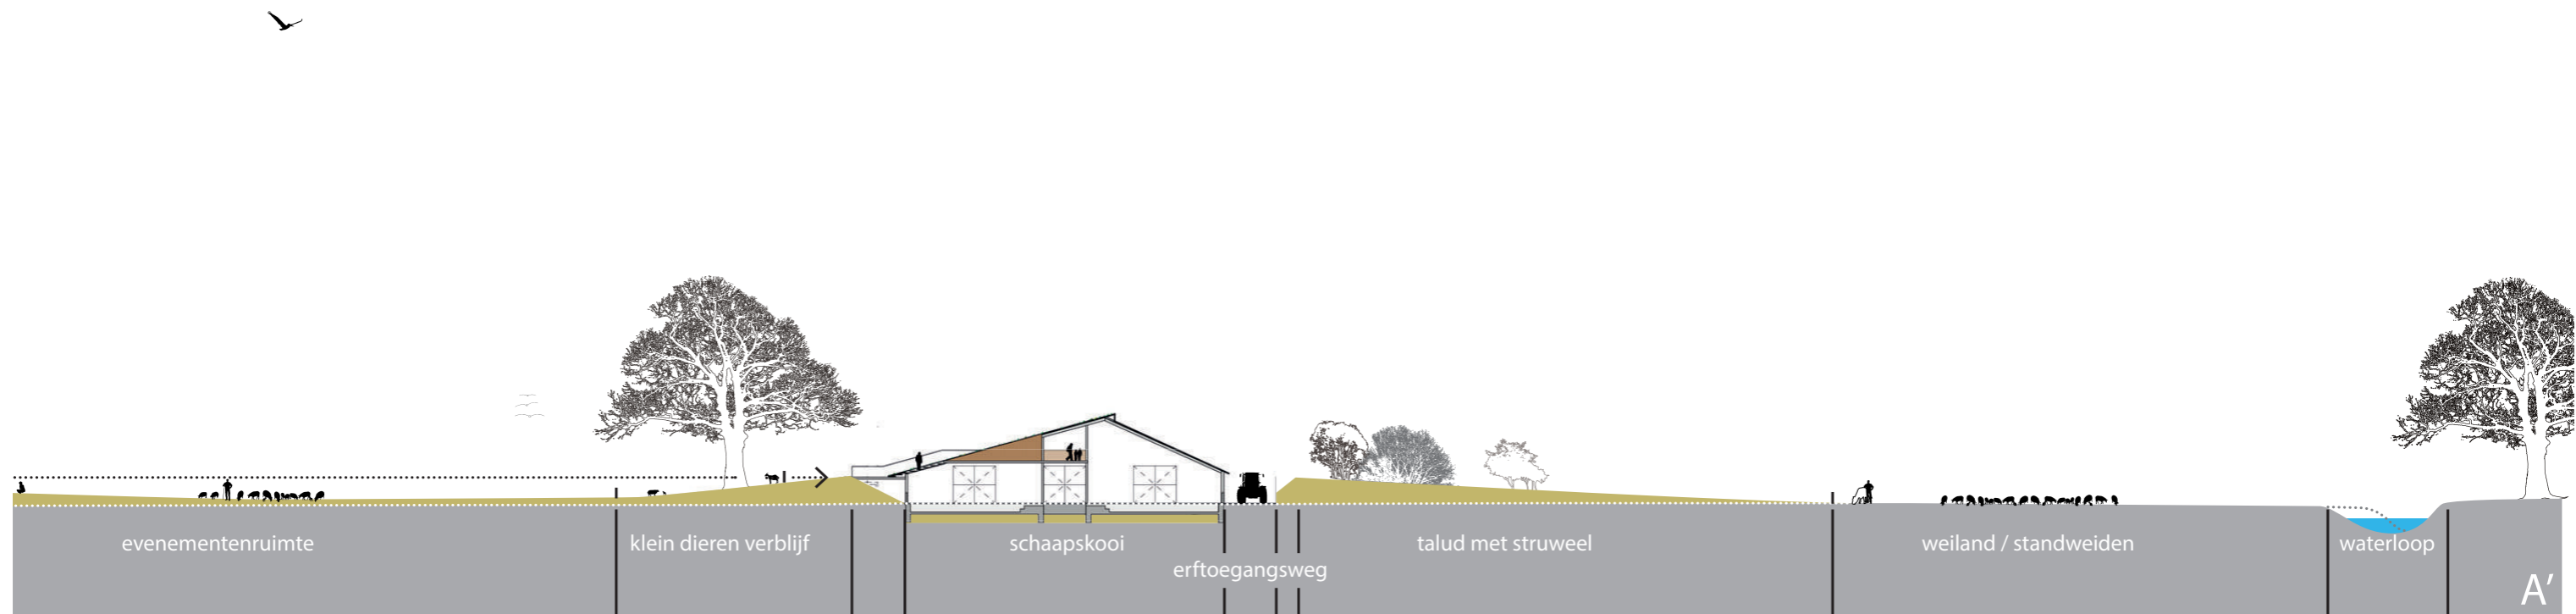 evenementenruimte
klein dieren verblijf
schaapskooi
erftoegangsweg
talud met struweel
weiland / standweiden
waterloop
A'